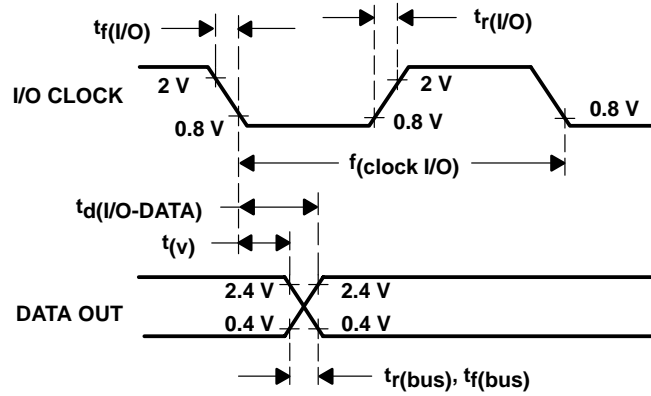 tf(I/O)
tr(I/O)
I/O CLOCK
2 V
2 V
0.8 V
0.8 V
0.8 V
f(clock I/O)
td(I/O-DATA)
t(v)
2.4 V
2.4 V
DATA OUT
0.4 V
0.4 V
tr(bus), tf(bus)